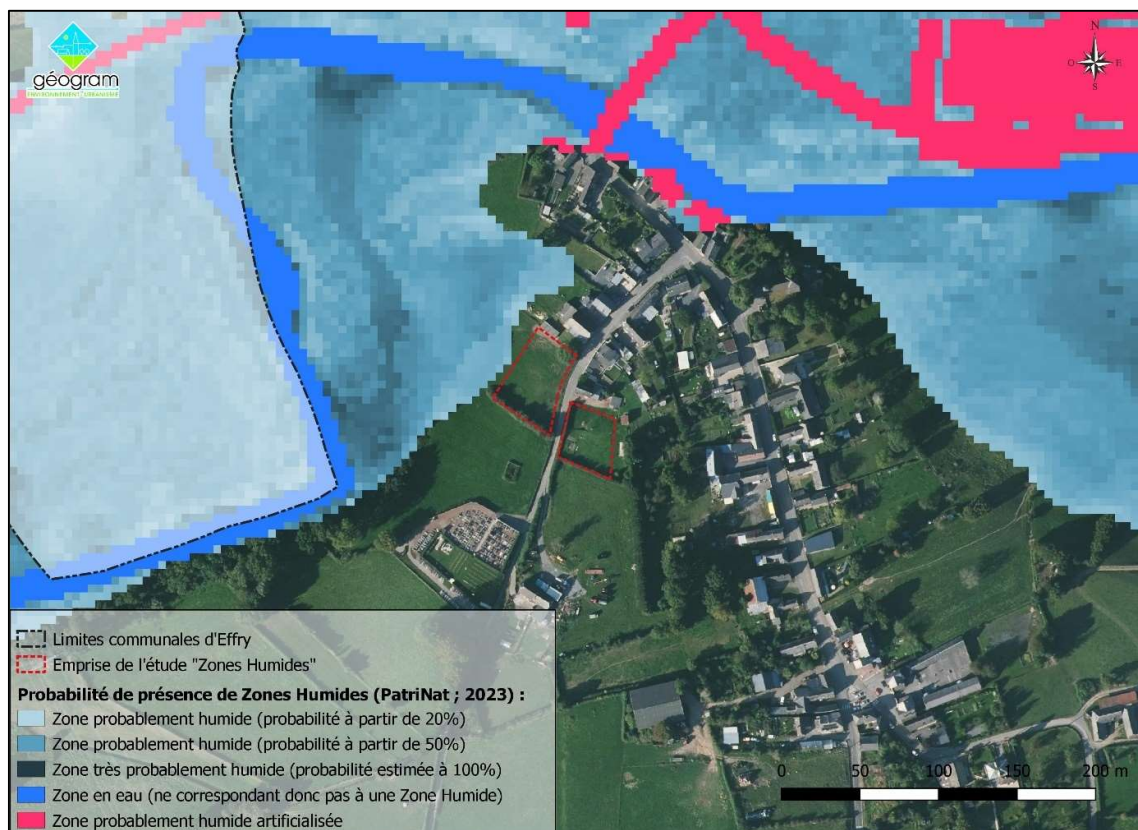 géogram
ENVIRONNEMENT - URBANISME
N
O
E
S
Limites communales d'Effry
Emprise de l'étude "Zones Humides"
Probabilité de présence de Zones Humides (PatriNat ; 2023) :
Zone probablement humide (probabilité à partir de 20%)
Zone probablement humide (probabilité à partir de 50%)
Zone très probablement humide (probabilité estimée à 100%)
Zone en eau (ne correspondant donc pas à une Zone Humide)
Zone probablement humide artificialisée
0 50 100 150 200 m